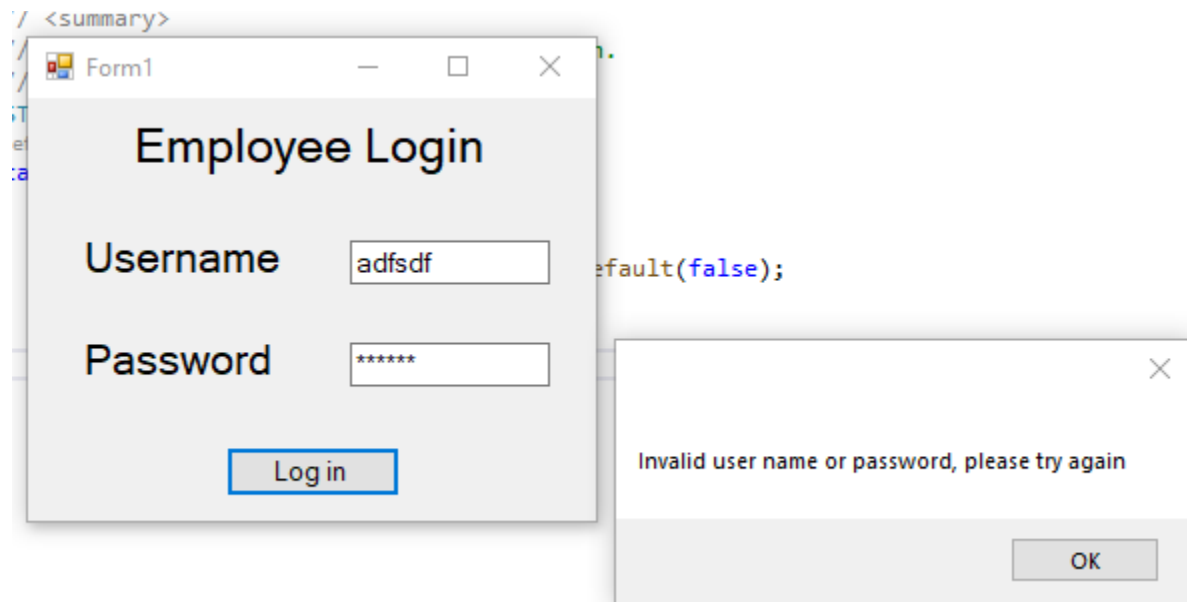 / <summary>
Form1
Employee Login
Username
adfsdf
efault(false);
Password
******
Log in
Invalid user name or password, please try again
OK